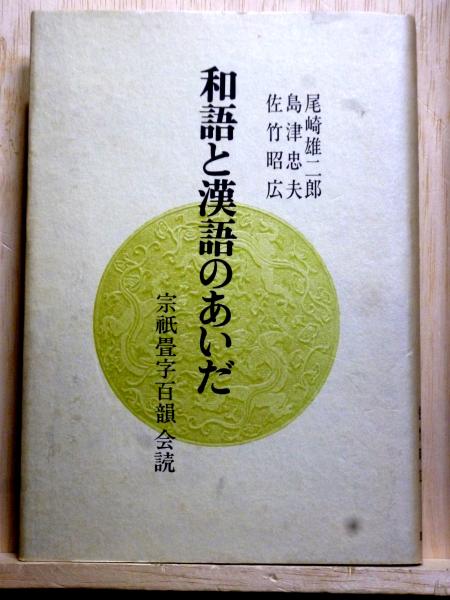 尾崎雄二郎
島津忠夫
佐竹昭広
和語と漢語のあいだ
宗祇畳字百韻会読